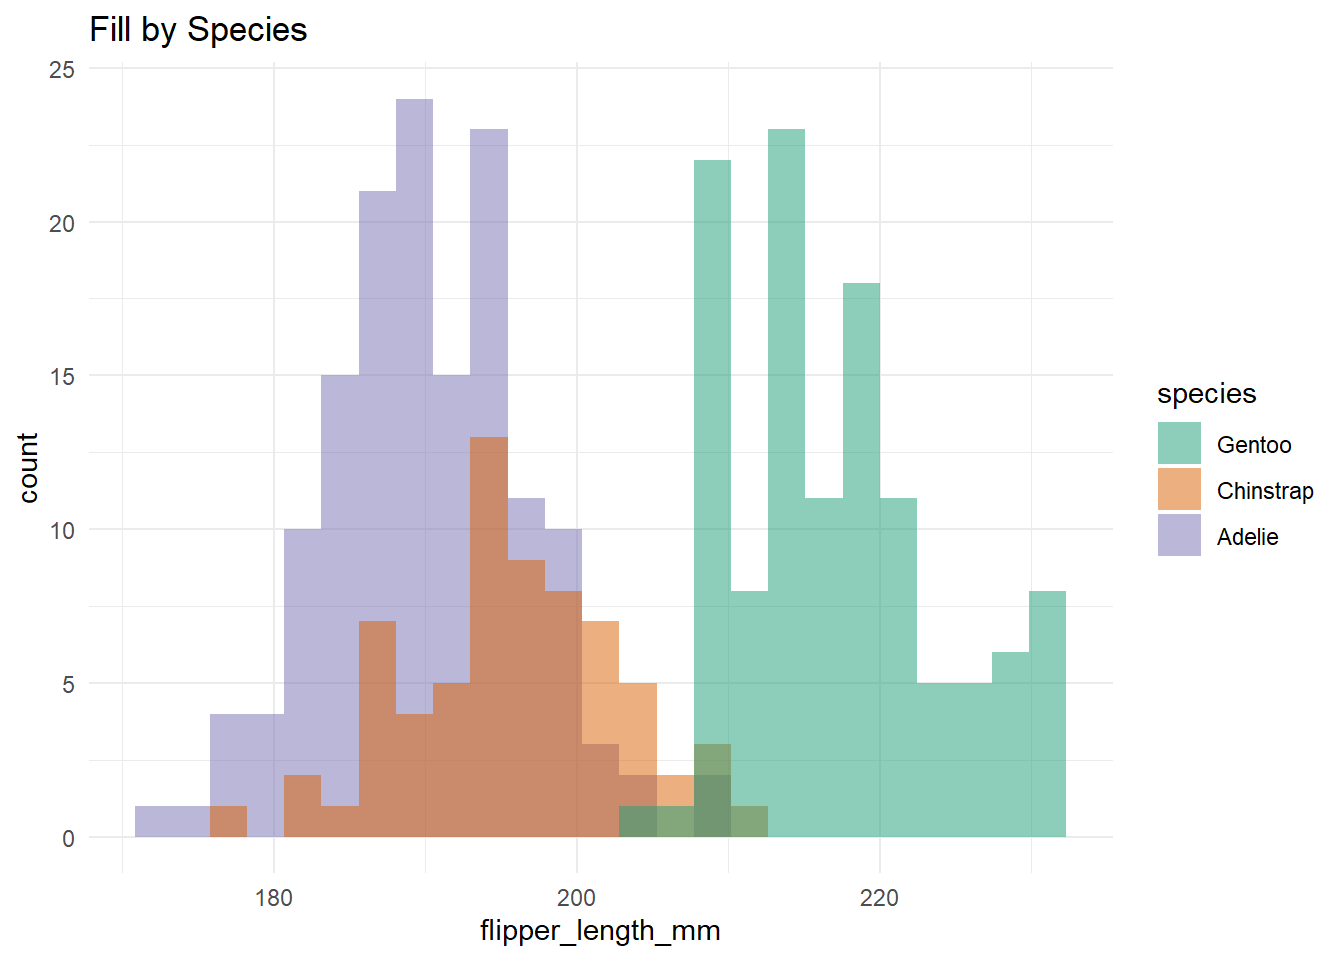 Fill by Species
25
20
15
10
5
0
count
180
200
220
flipper_length_mm
species
Gentoo
Chinstrap
Adelie